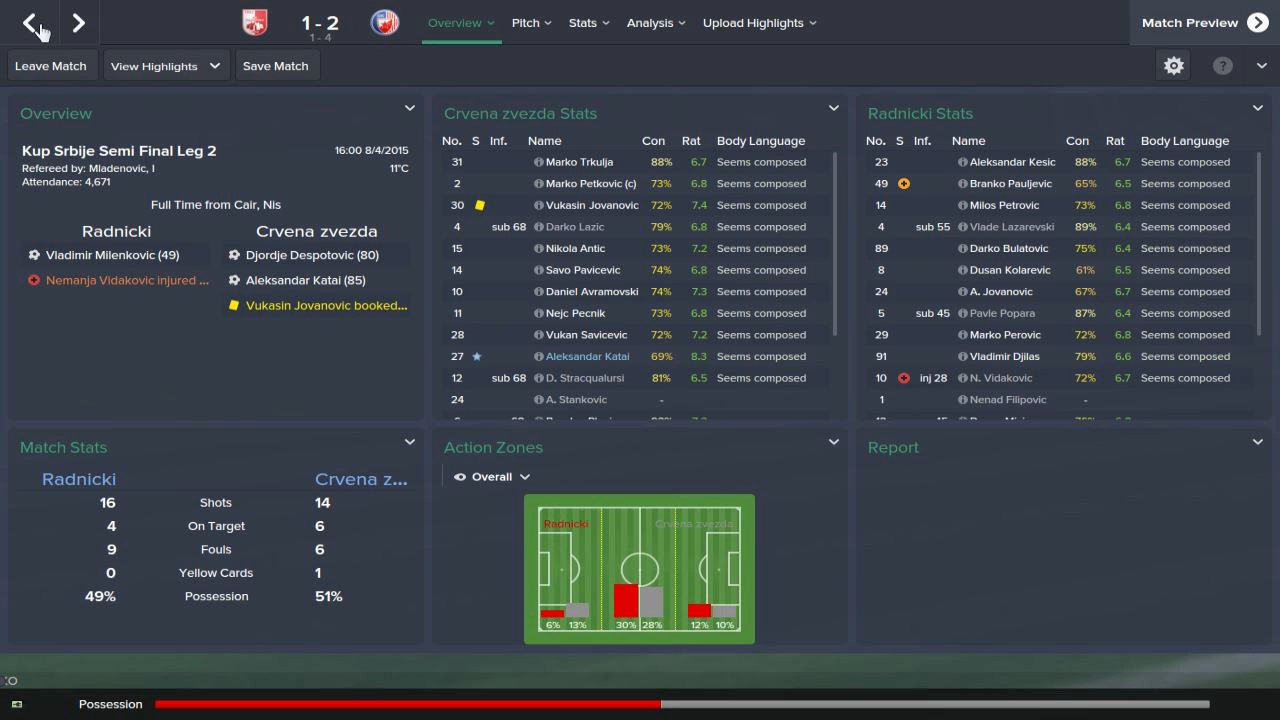 1 - 2
1 - 4
Overview
Pitch
Stats
Analysis
Upload Highlights
Match Preview
Leave Match
View Highlights
Save Match
?
Overview
Kup Srbije Semi Final Leg 2
16:00 8/4/2015
Refereed by: Mladenovic, I
11°C
Attendance: 4,671
Full Time from Cair, Nis
Radnicki
Crvena zvezda
Vladimir Milenkovic (49)
Djordje Despotovic (80)
Nemanja Vidakovic injured ...
Aleksandar Katai (85)
Vukasin Jovanovic booked...
Crvena zvezda Stats
No. S Inf. Name Con Rat Body Language
31 Marko Trkulja 88% 6.7 Seems composed
2 Marko Petkovic (c) 73% 6.8 Seems composed
30 Vukasin Jovanovic 72% 7.4 Seems composed
4 sub 68 Darko Lazic 79% 6.8 Seems composed
15 Nikola Antic 73% 7.2 Seems composed
14 Savo Pavicevic 74% 6.8 Seems composed
10 Daniel Avramovski 74% 7.3 Seems composed
11 Nejc Pecnik 73% 6.8 Seems composed
28 Vukan Savicevic 72% 7.2 Seems composed
27 Aleksandar Katai 69% 8.3 Seems composed
12 sub 68 D. Stracqualursi 81% 6.5 Seems composed
24 A. Stankovic -
Radnicki Stats
No. S Inf. Name Con Rat Body Language
23 Aleksandar Kesic 88% 6.7 Seems composed
49 Branko Pauljevic 65% 6.5 Seems composed
14 Milos Petrovic 73% 6.8 Seems composed
4 sub 55 Vlade Lazarevski 89% 6.4 Seems composed
89 Darko Bulatovic 75% 6.4 Seems composed
8 Dusan Kolarevic 61% 6.5 Seems composed
24 A. Jovanovic 67% 6.7 Seems composed
5 sub 45 Pavle Popara 87% 6.4 Seems composed
29 Marko Perovic 72% 6.8 Seems composed
91 Vladimir Djilas 79% 6.6 Seems composed
10 inj 28 N. Vidakovic 72% 6.7 Seems composed
1 Nenad Filipovic -
Match Stats
Radnicki Crvena z...
16 Shots 14
4 On Target 6
9 Fouls 6
0 Yellow Cards 1
49% Possession 51%
Action Zones
Overall
Radnicki Crvena zvezda
6% 13% 30% 28% 12% 10%
Report
Possession